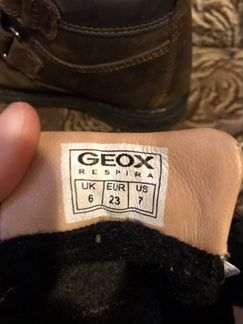 GEOX
RESPIRA
UK EUR US
6 23 7